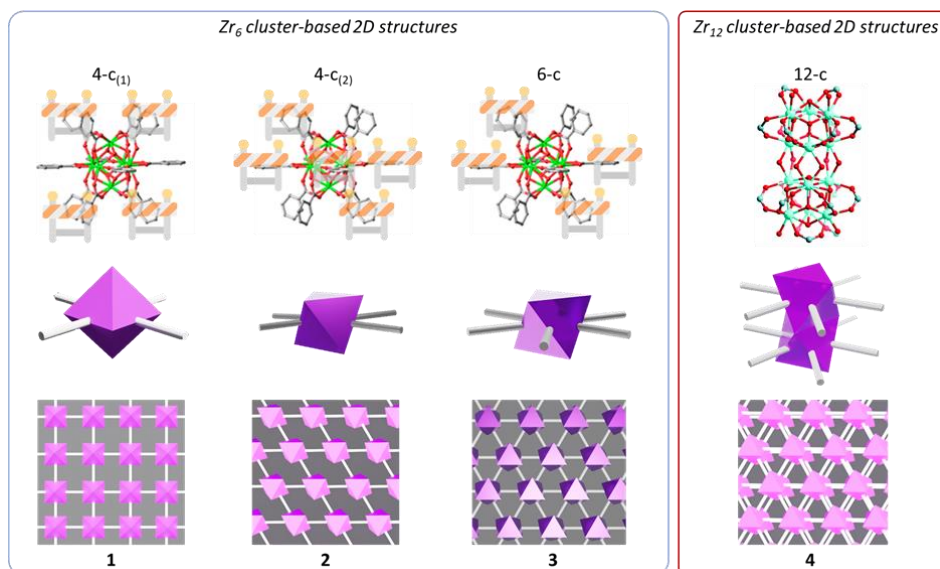 Zr6 cluster-based 2D structures
Zr12 cluster-based 2D structures
4-c(1)
4-c(2)
6-c
12-c
1
2
3
4